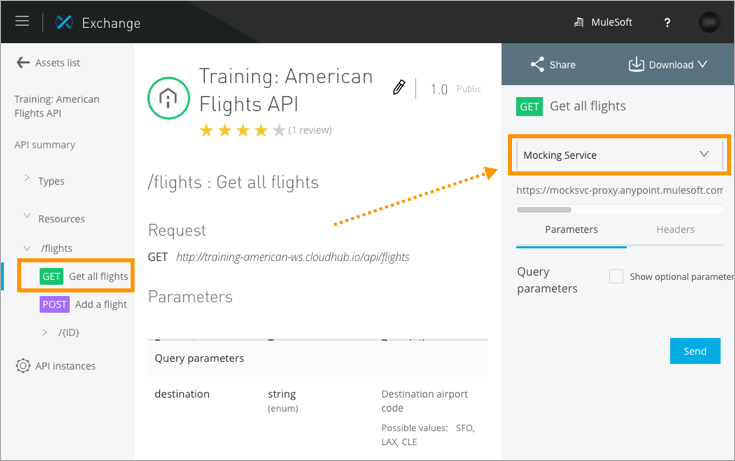 Exchange
MuleSoft
?
Assets list
Training: American
Flights API
API summary
Types
Resources
/flights
GET Get all flights
POST Add a flight
/{ID}
API instances
Training: American
Flights API
1.0 Public
(1 review)
/flights : Get all flights
Request
GET http://training-american-ws.cloudhub.io/api/flights
Parameters
Query parameters
destination string Destination airport
(enum) code
Possible values: SFO,
LAX, CLE
Share Download
GET Get all flights
Mocking Service
https://mocksvc-proxy.anypoint.mulesoft.com
Parameters Headers
Query
parameters
Show optional parameter
Send